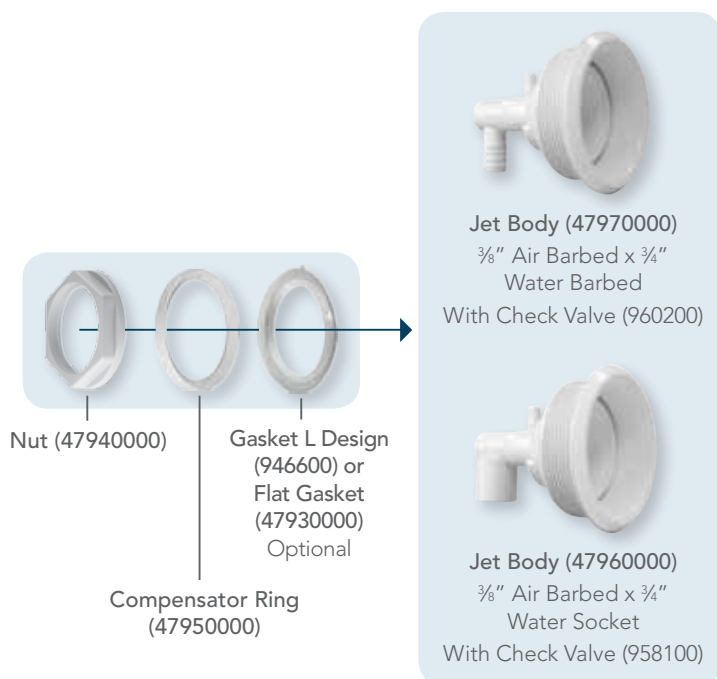 Nut (47940000)
Compensator Ring
(47950000)
Gasket L Design
(946600) or
Flat Gasket
(47930000)
Optional
Jet Body (47970000)
⅜” Air Barbed x ¾”
Water Barbed
With Check Valve (960200)
Jet Body (47960000)
⅜” Air Barbed x ¾”
Water Socket
With Check Valve (958100)